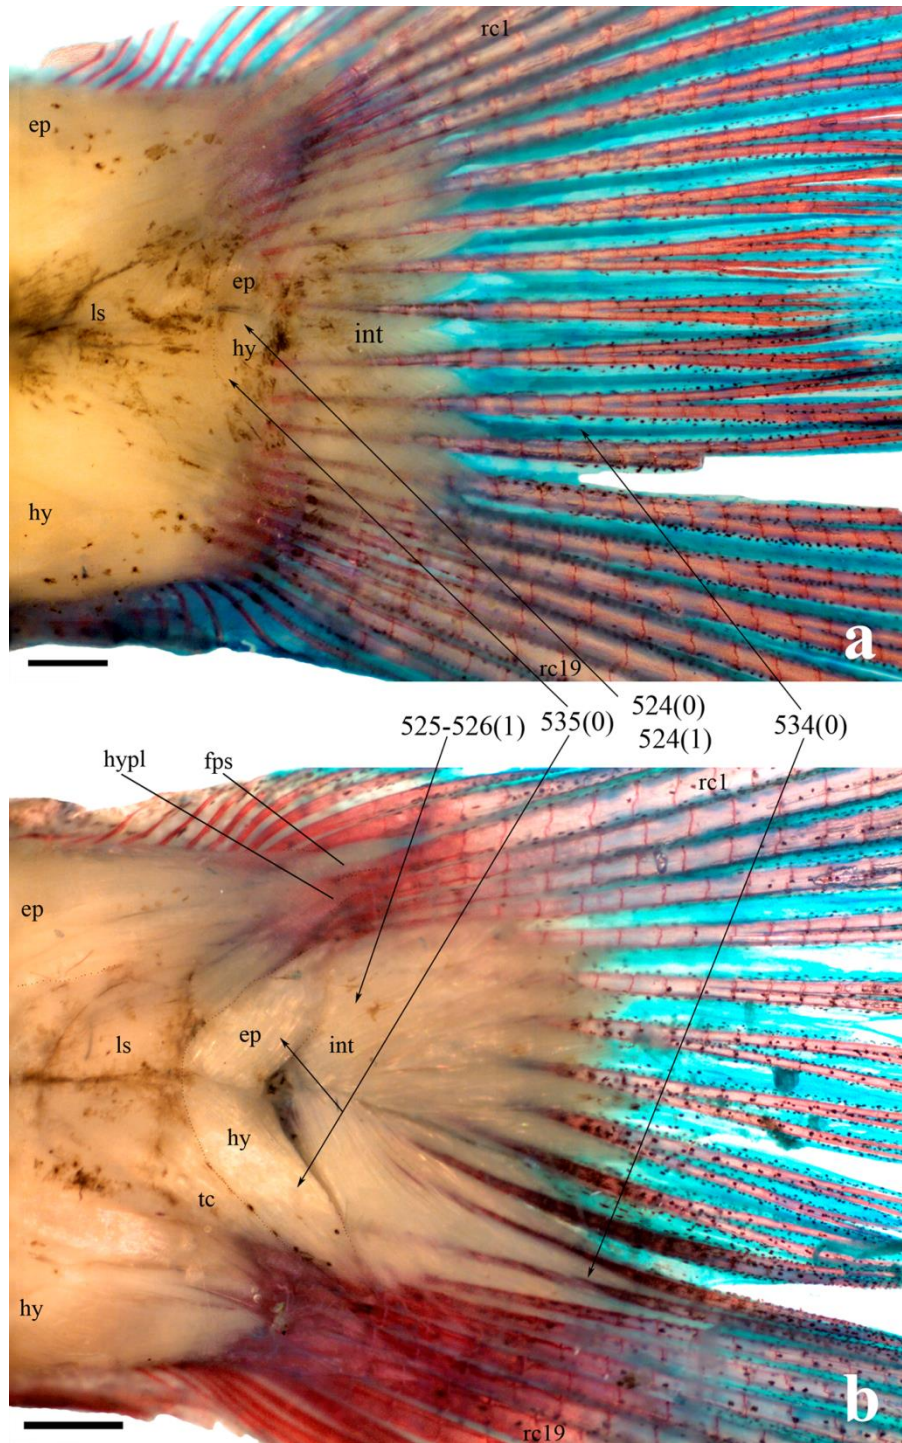 rc1
ep
ep
ls
int
hy
hy
a
rc19
525-526(1) 535(0) 524(0) 534(0)
524(1)
hypl fps
rc1
ep
ep
ls
int
hy
tc
hy
b
rc19